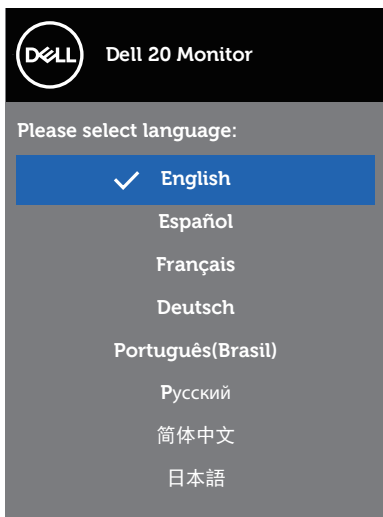 DELL Dell 20 Monitor
Please select language:
English
Español
Français
Deutsch
Português(Brasil)
Русский
简体中文
日本語